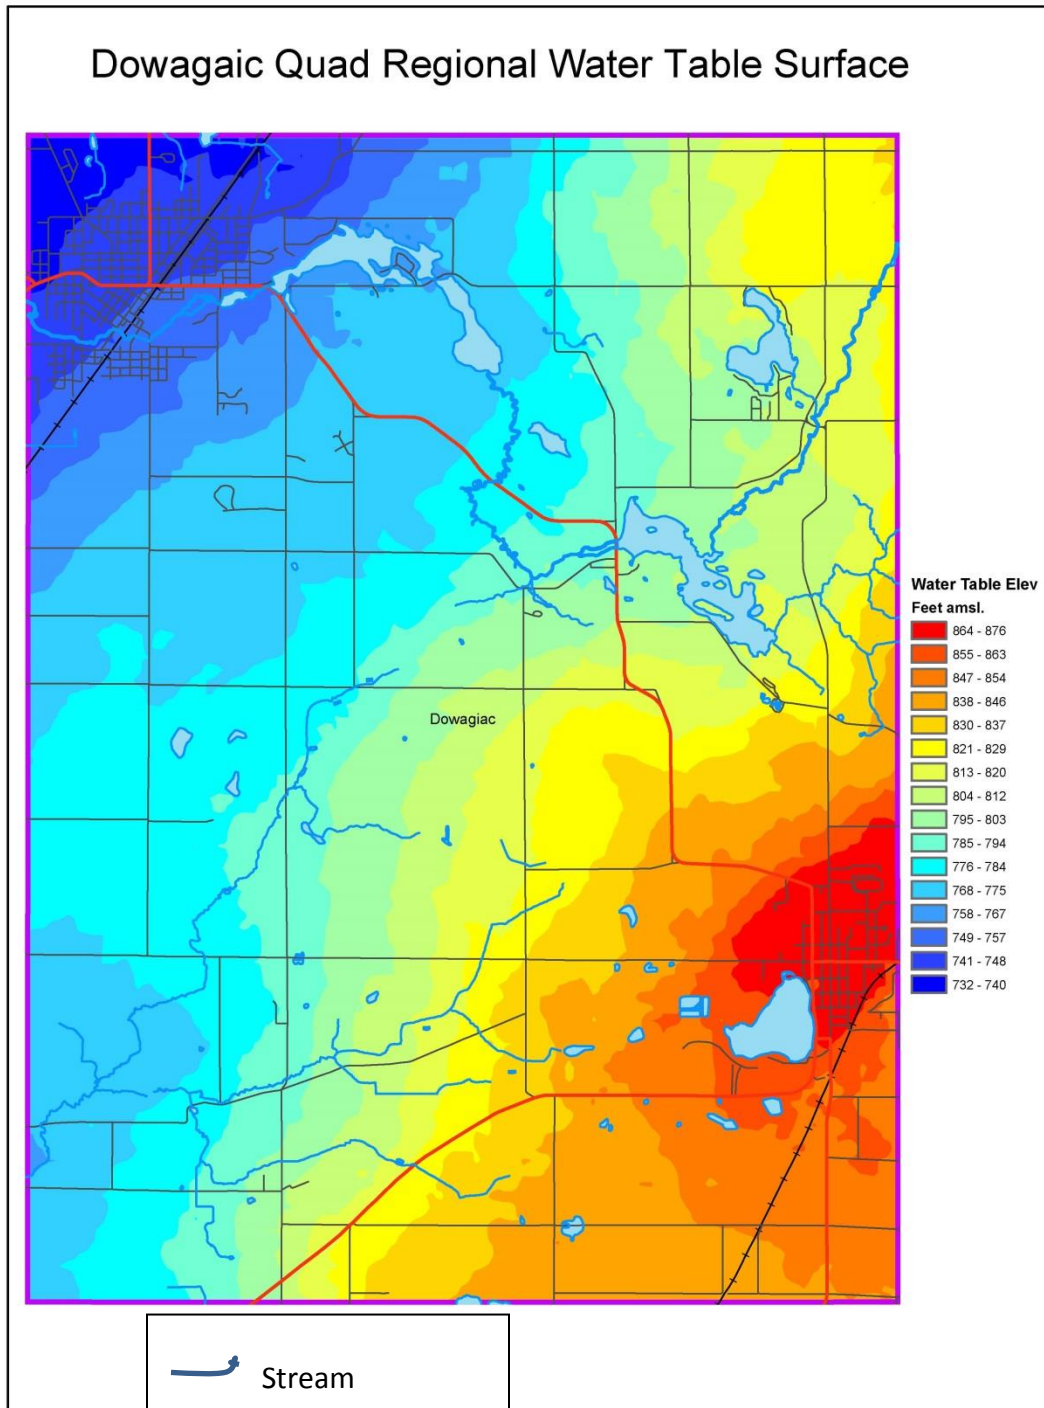 Dowagaic Quad Regional Water Table Surface
Dowagiac
Water Table Elev
Feet amsl.
864 - 876
855 - 863
847 - 854
838 - 846
830 - 837
821 - 829
813 - 820
804 - 812
795 - 803
785 - 794
776 - 784
768 - 775
758 - 767
749 - 757
741 - 748
732 - 740
Stream